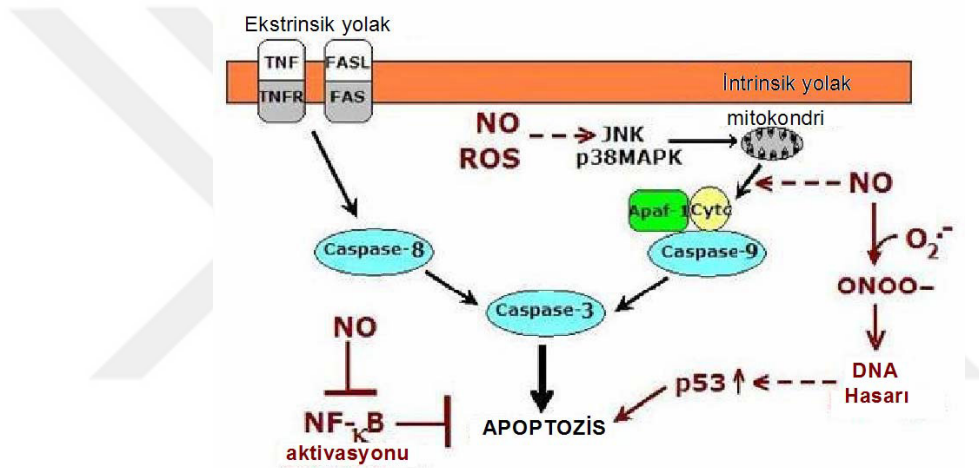 Ekstrinsik yolak
TNF
FASL
TNFR
FAS
İntrinsik yolak
mitokondri
NO
ROS
JNK
p38MAPK
NO
Apaf-1
Cytc
Caspase-8
Caspase-9
O₂·⁻
ONOO−
Caspase-3
NO
DNA
Hasarı
p53 ↑
NF-κB
aktivasyonu
APOPTOZİS